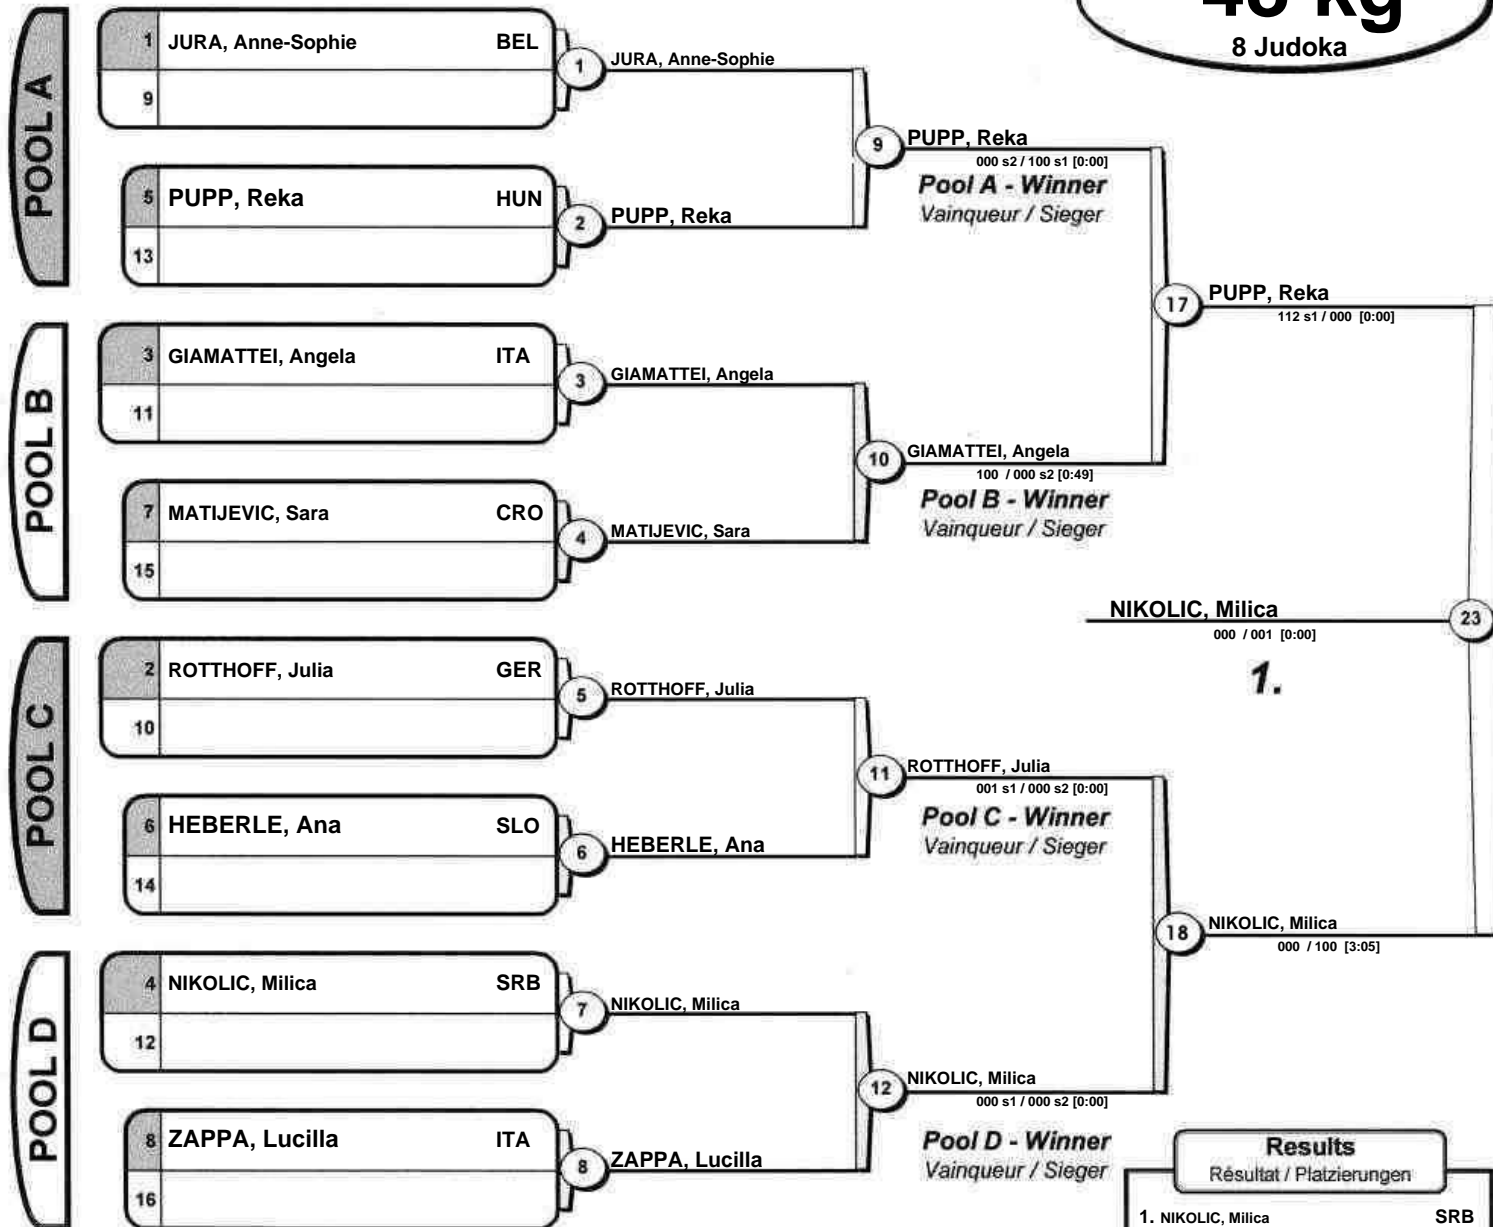 8 Judoka
POOL A
1 JURA, Anne-Sophie BEL
9
1 JURA, Anne-Sophie
5 PUPP, Reka HUN
13
2 PUPP, Reka
9 PUPP, Reka
000 s2 / 100 s1 [0:00]
Pool A - Winner
Vainqueur / Sieger
POOL B
3 GIAMATTEI, Angela ITA
11
3 GIAMATTEI, Angela
7 MATIJEVIC, Sara CRO
15
4 MATIJEVIC, Sara
10 GIAMATTEI, Angela
100 / 000 s2 [0:49]
Pool B - Winner
Vainqueur / Sieger
17 PUPP, Reka
112 s1 / 000 [0:00]
NIKOLIC, Milica 23
000 / 001 [0:00]
1.
POOL C
2 ROTTHOFF, Julia GER
10
5 ROTTHOFF, Julia
6 HEBERLE, Ana SLO
14
6 HEBERLE, Ana
11 ROTTHOFF, Julia
001 s1 / 000 s2 [0:00]
Pool C - Winner
Vainqueur / Sieger
POOL D
4 NIKOLIC, Milica SRB
12
7 NIKOLIC, Milica
8 ZAPPA, Lucilla ITA
16
8 ZAPPA, Lucilla
12 NIKOLIC, Milica
000 s1 / 000 s2 [0:00]
Pool D - Winner
Vainqueur / Sieger
18 NIKOLIC, Milica
000 / 100 [3:05]
Results
Résultat / Platzierungen
1. NIKOLIC, Milica SRB